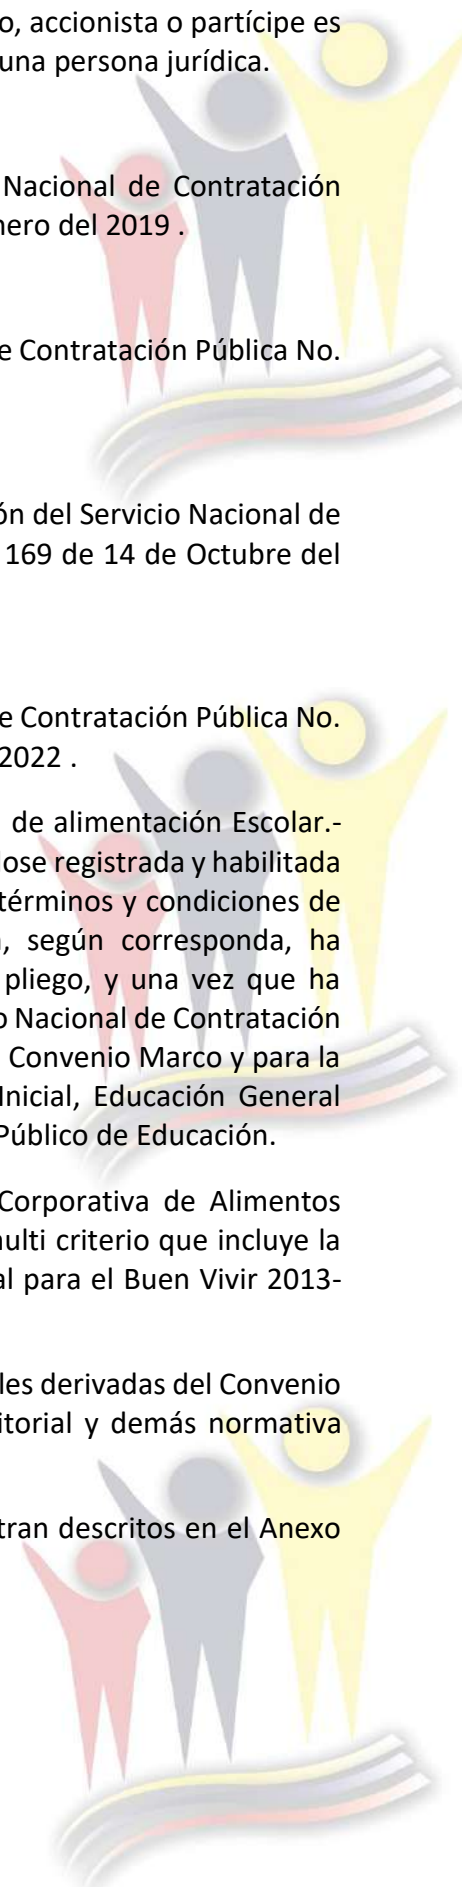 o, accionista o partícipe es
una persona jurídica.
Nacional de Contratación
nero del 2019 .
e Contratación Pública No.
ón del Servicio Nacional de
169 de 14 de Octubre del
e Contratación Pública No.
2022 .
de alimentación Escolar.-
dose registrada y habilitada
términos y condiciones de
, según corresponda, ha
pliego, y una vez que ha
o Nacional de Contratación
Convenio Marco y para la
Inicial, Educación General
Público de Educación.
Corporativa de Alimentos
multi criterio que incluye la
al para el Buen Vivir 2013-
les derivadas del Convenio
itorial y demás normativa
tran descritos en el Anexo